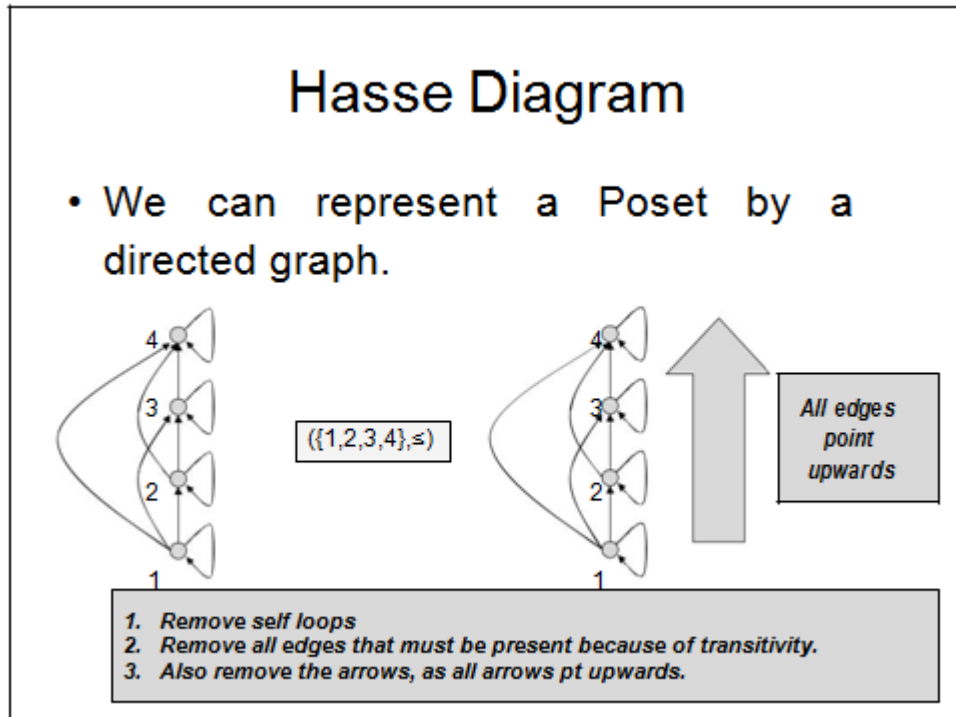 Hasse Diagram
• We can represent a Poset by a
directed graph.
4
3
2
1
({1,2,3,4},≤)
4
3
2
1
All edges
point
upwards
1. Remove self loops
2. Remove all edges that must be present because of transitivity.
3. Also remove the arrows, as all arrows pt upwards.